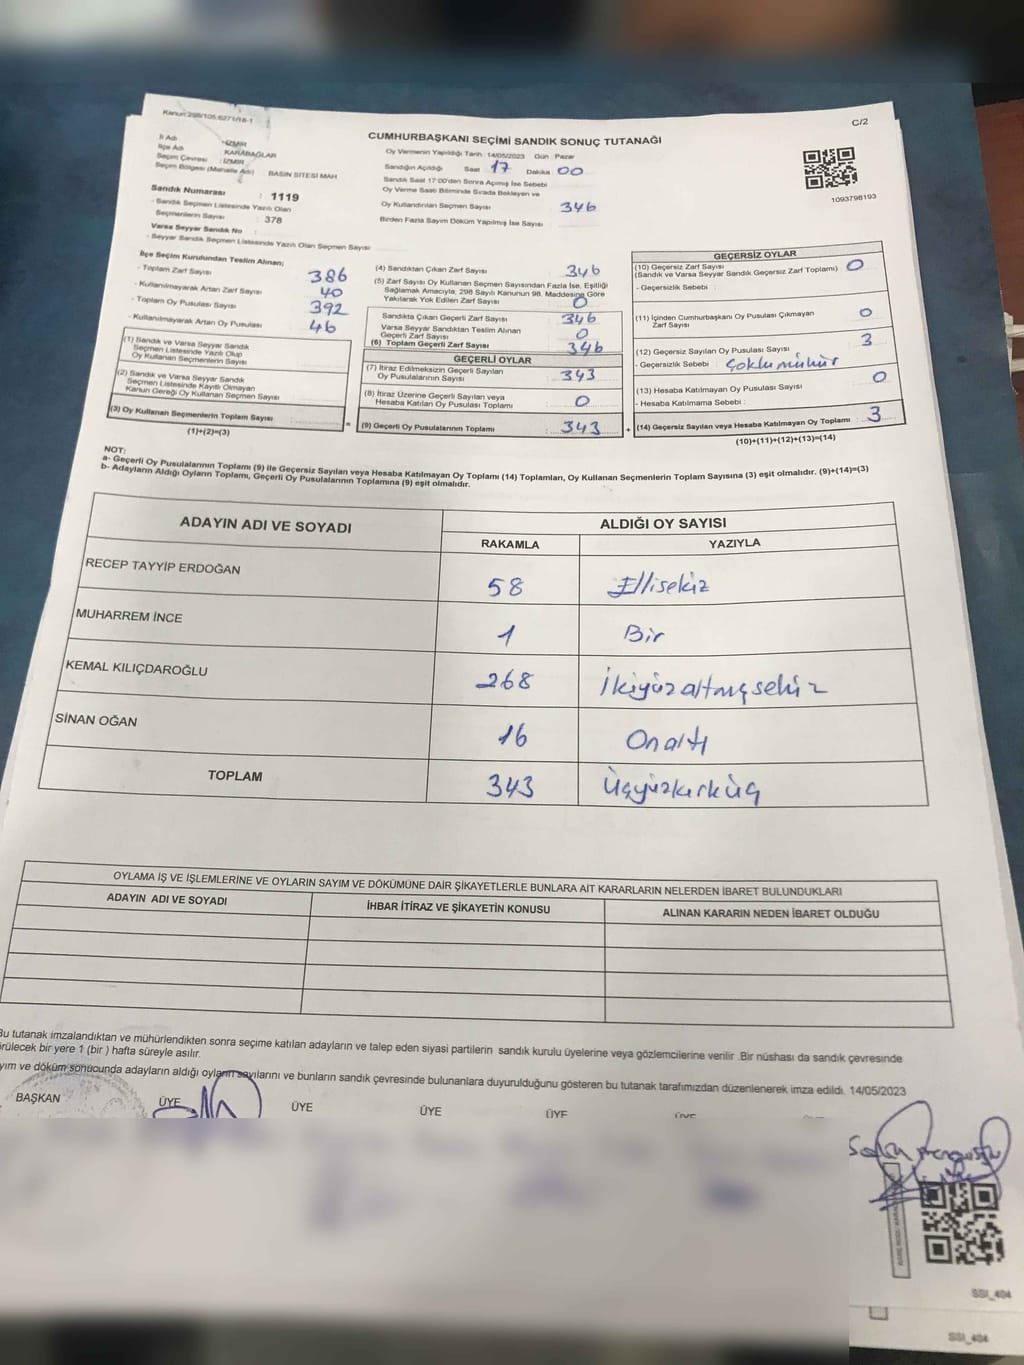 Kanun:298/105,6271/18-1
C/2
CUMHURBAŞKANI SEÇİMİ SANDIK SONUÇ TUTANAĞI
İl Adı : İZMİR
İlçe Adı : KARABAĞLAR
Seçim Çevresi : İZMİR
Seçim Bölgesi (Mahalle Adı) BASIN SİTESİ MAH
Sandık Numarası : 1119
- Sandık Seçmen Listesinde Yazılı Olan
Seçmenlerin Sayısı : 378
Varsa Seyyar Sandık No :
- Seyyar Sandık Seçmen Listesinde Yazılı Olan Seçmen Sayısı
Oy Vermenin Yapıldığı Tarih :14/05/2023 Gün : Pazar
Sandığın Açıldığı Saat 17 Dakika 00
Sandık Saat 17:00'den Sonra Açımış İse Sebebi
Oy Verme Saati Bitiminde Sırada Bekleyen ve
Oy Kullandırılan Seçmen Sayısı 346
Birden Fazla Sayım Döküm Yapılmış İse Sayısı
1093798193
İlçe Seçim Kurulundan Teslim Alınan;
- Toplam Zarf Sayısı 386
- Kullanılmayarak Artan Zarf Sayısı 40
- Toplam Oy Pusulası Sayısı 392
- Kullanılmayarak Artan Oy Pusulası 46
(1) Sandık ve Varsa Seyyar Sandık
Seçmen Listesinde Yazılı Olup
Oy Kullanan Seçmenlerin Sayısı
(2) Sandık ve Varsa Seyyar Sandık
Seçmen Listesinde Kayıtlı Olmayan
Kanun Gereği Oy Kullanan Seçmen Sayısı
(3) Oy Kullanan Seçmenlerin Toplam Sayısı :
(1)+(2)=(3)
(4) Sandıktan Çıkan Zarf Sayısı 346
(5) Zarf Sayısı Oy Kullanan Seçmen Sayısından Fazla İse, Eşitliği
Sağlamak Amacıyla, 298 Sayılı Kanunun 98. Maddesine Göre
Yakılarak Yok Edilen Zarf Sayısı 0
Sandıkta Çıkan Geçerli Zarf Sayısı 346
Varsa Seyyar Sandıktan Teslim Alınan
Geçerli Zarf Sayısı 0
(6) Toplam Geçerli Zarf Sayısı 346
GEÇERLİ OYLAR
(7) İtiraz Edilmeksizin Geçerli Sayılan
Oy Pusulalarının Sayısı 343
(8) İtiraz Üzerine Geçerli Sayılan veya
Hesaba Katılan Oy Pusulası Toplamı 0
= (9) Geçerli Oy Pusulalarının Toplamı : 343
GEÇERSİZ OYLAR
(10) Geçersiz Zarf Sayısı 0
(Sandık ve Varsa Seyyar Sandık Geçersiz Zarf Toplamı)
- Geçersizlik Sebebi :
(11) İçinden Cumhurbaşkanı Oy Pusulası Çıkmayan
Zarf Sayısı 0
(12) Geçersiz Sayılan Oy Pusulası Sayısı 3
- Geçersizlik Sebebi : Çoklu mühür
(13) Hesaba Katılmayan Oy Pusulası Sayısı 0
- Hesaba Katılmama Sebebi :
+ (14) Geçersiz Sayılan veya Hesaba Katılmayan Oy Toplamı : 3
(10)+(11)+(12)+(13)=(14)
NOT:
a- Geçerli Oy Pusulalarının Toplamı (9) ile Geçersiz Sayılan veya Hesaba Katılmayan Oy Toplamı (14) Toplamları, Oy Kullanan Seçmenlerin Toplam Sayısına (3) eşit olmalıdır. (9)+(14)=(3)
b- Adayların Aldığı Oyların Toplamı, Geçerli Oy Pusulalarının Toplamına (9) eşit olmalıdır.
ADAYIN ADI VE SOYADI ALDIĞI OY SAYISI
RAKAMLA YAZIYLA
RECEP TAYYİP ERDOĞAN 58 Ellisekiz
MUHARREM İNCE 1 Bir
KEMAL KILIÇDAROĞLU 268 İkiyüzaltmışsekiz
SİNAN OĞAN 16 Onaltı
TOPLAM 343 Üçyüzkırküç
OYLAMA İŞ VE İŞLEMLERİNE VE OYLARIN SAYIM VE DÖKÜMÜNE DAİR ŞİKAYETLERLE BUNLARA AİT KARARLARIN NELERDEN İBARET BULUNDUKLARI
ADAYIN ADI VE SOYADI İHBAR İTİRAZ VE ŞİKAYETİN KONUSU ALINAN KARARIN NEDEN İBARET OLDUĞU
Bu tutanak imzalandıktan ve mühürlendikten sonra seçime katılan adayların ve talep eden siyasi partilerin sandık kurulu üyelerine veya gözlemcilerine verilir .Bir nüshası da sandık çevresinde
örülecek bir yere 1 (bir ) hafta süreyle asılır.
yım ve döküm sonucunda adayların aldığı oyların sayılarını ve bunların sandık çevresinde bulunanlara duyurulduğunu gösteren bu tutanak tarafımızdan düzenlenerek imza edildi. 14/05/2023
BAŞKAN ÜYE ÜYE ÜYE ÜYE
SSI_404
SSI_404